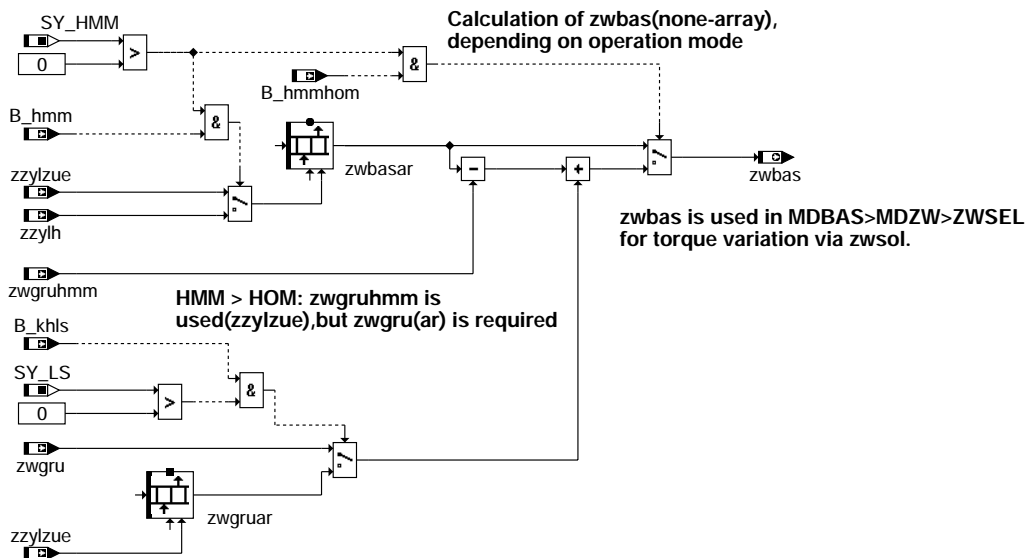 SY_HMM
Calculation of zwbas(none-array),
depending on operation mode
>
0
&
B_hmmhom
B_hmm
&
zwbasar
zzylzue
-
+
zwbas
zzylh
zwbas is used in MDBAS>MDZW>ZWSEL
for torque variation via zwsol.
zwgruhmm
HMM > HOM: zwgruhmm is
used(zzylzue),but zwgru(ar) is required
B_khls
SY_LS
&
>
0
zwgru
zwgruar
zzylzue